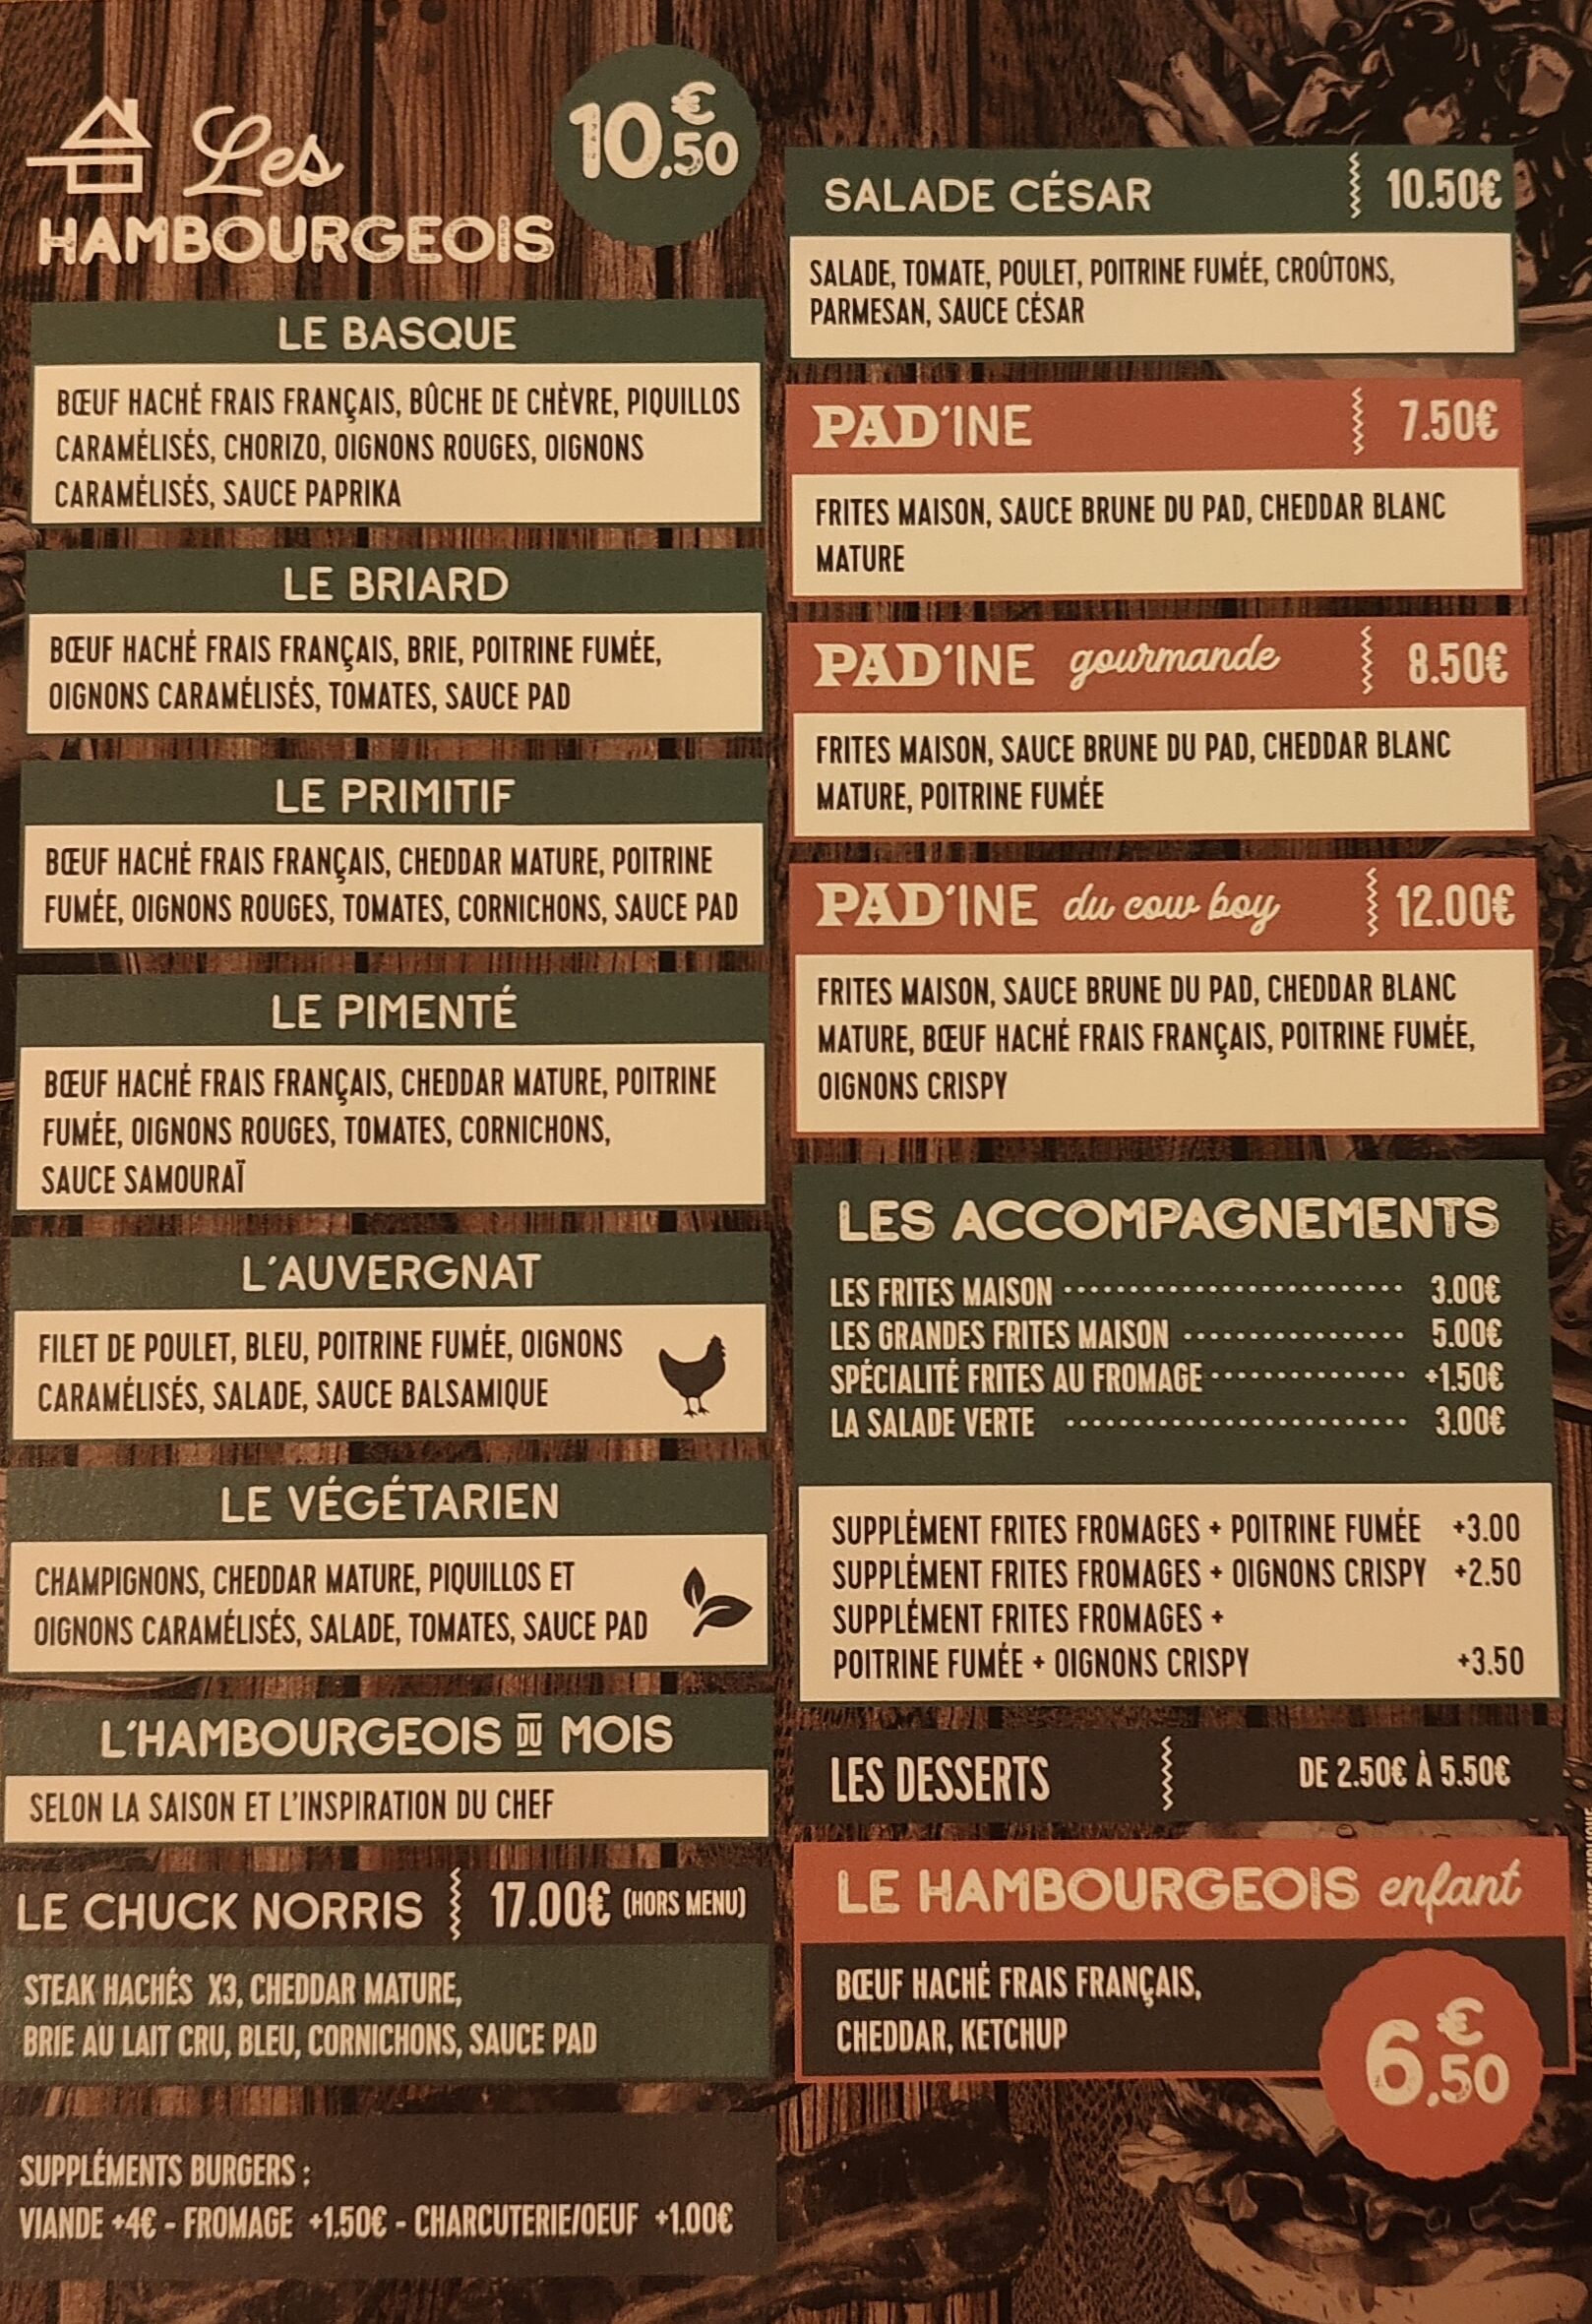 Les
HAMBOURGEOIS
10€,50
LE BASQUE
BŒUF HACHÉ FRAIS FRANÇAIS, BÛCHE DE CHÈVRE, PIQUILLOS
CARAMÉLISÉS, CHORIZO, OIGNONS ROUGES, OIGNONS
CARAMÉLISÉS, SAUCE PAPRIKA
LE BRIARD
BŒUF HACHÉ FRAIS FRANÇAIS, BRIE, POITRINE FUMÉE,
OIGNONS CARAMÉLISÉS, TOMATES, SAUCE PAD
LE PRIMITIF
BŒUF HACHÉ FRAIS FRANÇAIS, CHEDDAR MATURE, POITRINE
FUMÉE, OIGNONS ROUGES, TOMATES, CORNICHONS, SAUCE PAD
LE PIMENTÉ
BŒUF HACHÉ FRAIS FRANÇAIS, CHEDDAR MATURE, POITRINE
FUMÉE, OIGNONS ROUGES, TOMATES, CORNICHONS,
SAUCE SAMOURAÏ
L'AUVERGNAT
FILET DE POULET, BLEU, POITRINE FUMÉE, OIGNONS
CARAMÉLISÉS, SALADE, SAUCE BALSAMIQUE
LE VÉGÉTARIEN
CHAMPIGNONS, CHEDDAR MATURE, PIQUILLOS ET
OIGNONS CARAMÉLISÉS, SALADE, TOMATES, SAUCE PAD
L'HAMBOURGEOIS DU MOIS
SELON LA SAISON ET L'INSPIRATION DU CHEF
LE CHUCK NORRIS 17.00€ (HORS MENU)
STEAK HACHÉS X3, CHEDDAR MATURE,
BRIE AU LAIT CRU, BLEU, CORNICHONS, SAUCE PAD
SUPPLÉMENTS BURGERS :
VIANDE +4€ - FROMAGE +1.50€ - CHARCUTERIE/OEUF +1.00€
SALADE CÉSAR 10.50€
SALADE, TOMATE, POULET, POITRINE FUMÉE, CROÛTONS,
PARMESAN, SAUCE CÉSAR
PAD'INE 7.50€
FRITES MAISON, SAUCE BRUNE DU PAD, CHEDDAR BLANC
MATURE
PAD'INE gourmande 8.50€
FRITES MAISON, SAUCE BRUNE DU PAD, CHEDDAR BLANC
MATURE, POITRINE FUMÉE
PAD'INE du cow boy 12.00€
FRITES MAISON, SAUCE BRUNE DU PAD, CHEDDAR BLANC
MATURE, BŒUF HACHÉ FRAIS FRANÇAIS, POITRINE FUMÉE,
OIGNONS CRISPY
LES ACCOMPAGNEMENTS
LES FRITES MAISON 3.00€
LES GRANDES FRITES MAISON 5.00€
SPÉCIALITÉ FRITES AU FROMAGE +1.50€
LA SALADE VERTE 3.00€
SUPPLÉMENT FRITES FROMAGES + POITRINE FUMÉE +3.00
SUPPLÉMENT FRITES FROMAGES + OIGNONS CRISPY +2.50
SUPPLÉMENT FRITES FROMAGES +
POITRINE FUMÉE + OIGNONS CRISPY +3.50
LES DESSERTS DE 2.50€ À 5.50€
LE HAMBOURGEOIS enfant
BŒUF HACHÉ FRAIS FRANÇAIS,
CHEDDAR, KETCHUP
6€,50